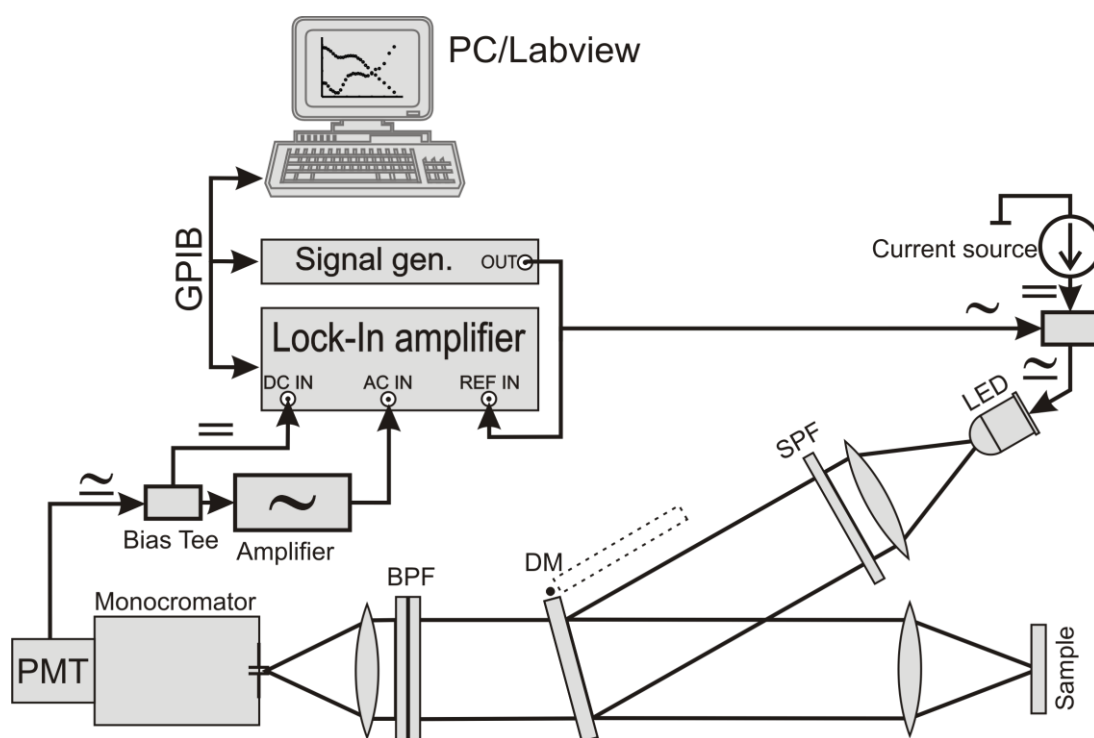 PC/Labview
GPIB
Signal gen.
OUT
Current source
Lock-In amplifier
DC IN
AC IN
REF IN
LED
SPF
Bias Tee
Amplifier
DM
BPF
Monocromator
PMT
Sample